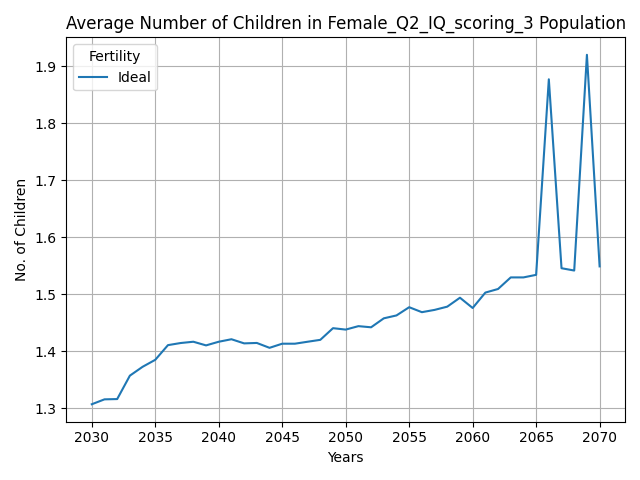 Average Number of Children in Female_Q2_IQ_scoring_3 Population
Fertility
Ideal
No. of Children
1.9
1.8
1.7
1.6
1.5
1.4
1.3
2030 2035 2040 2045 2050 2055 2060 2065 2070
Years